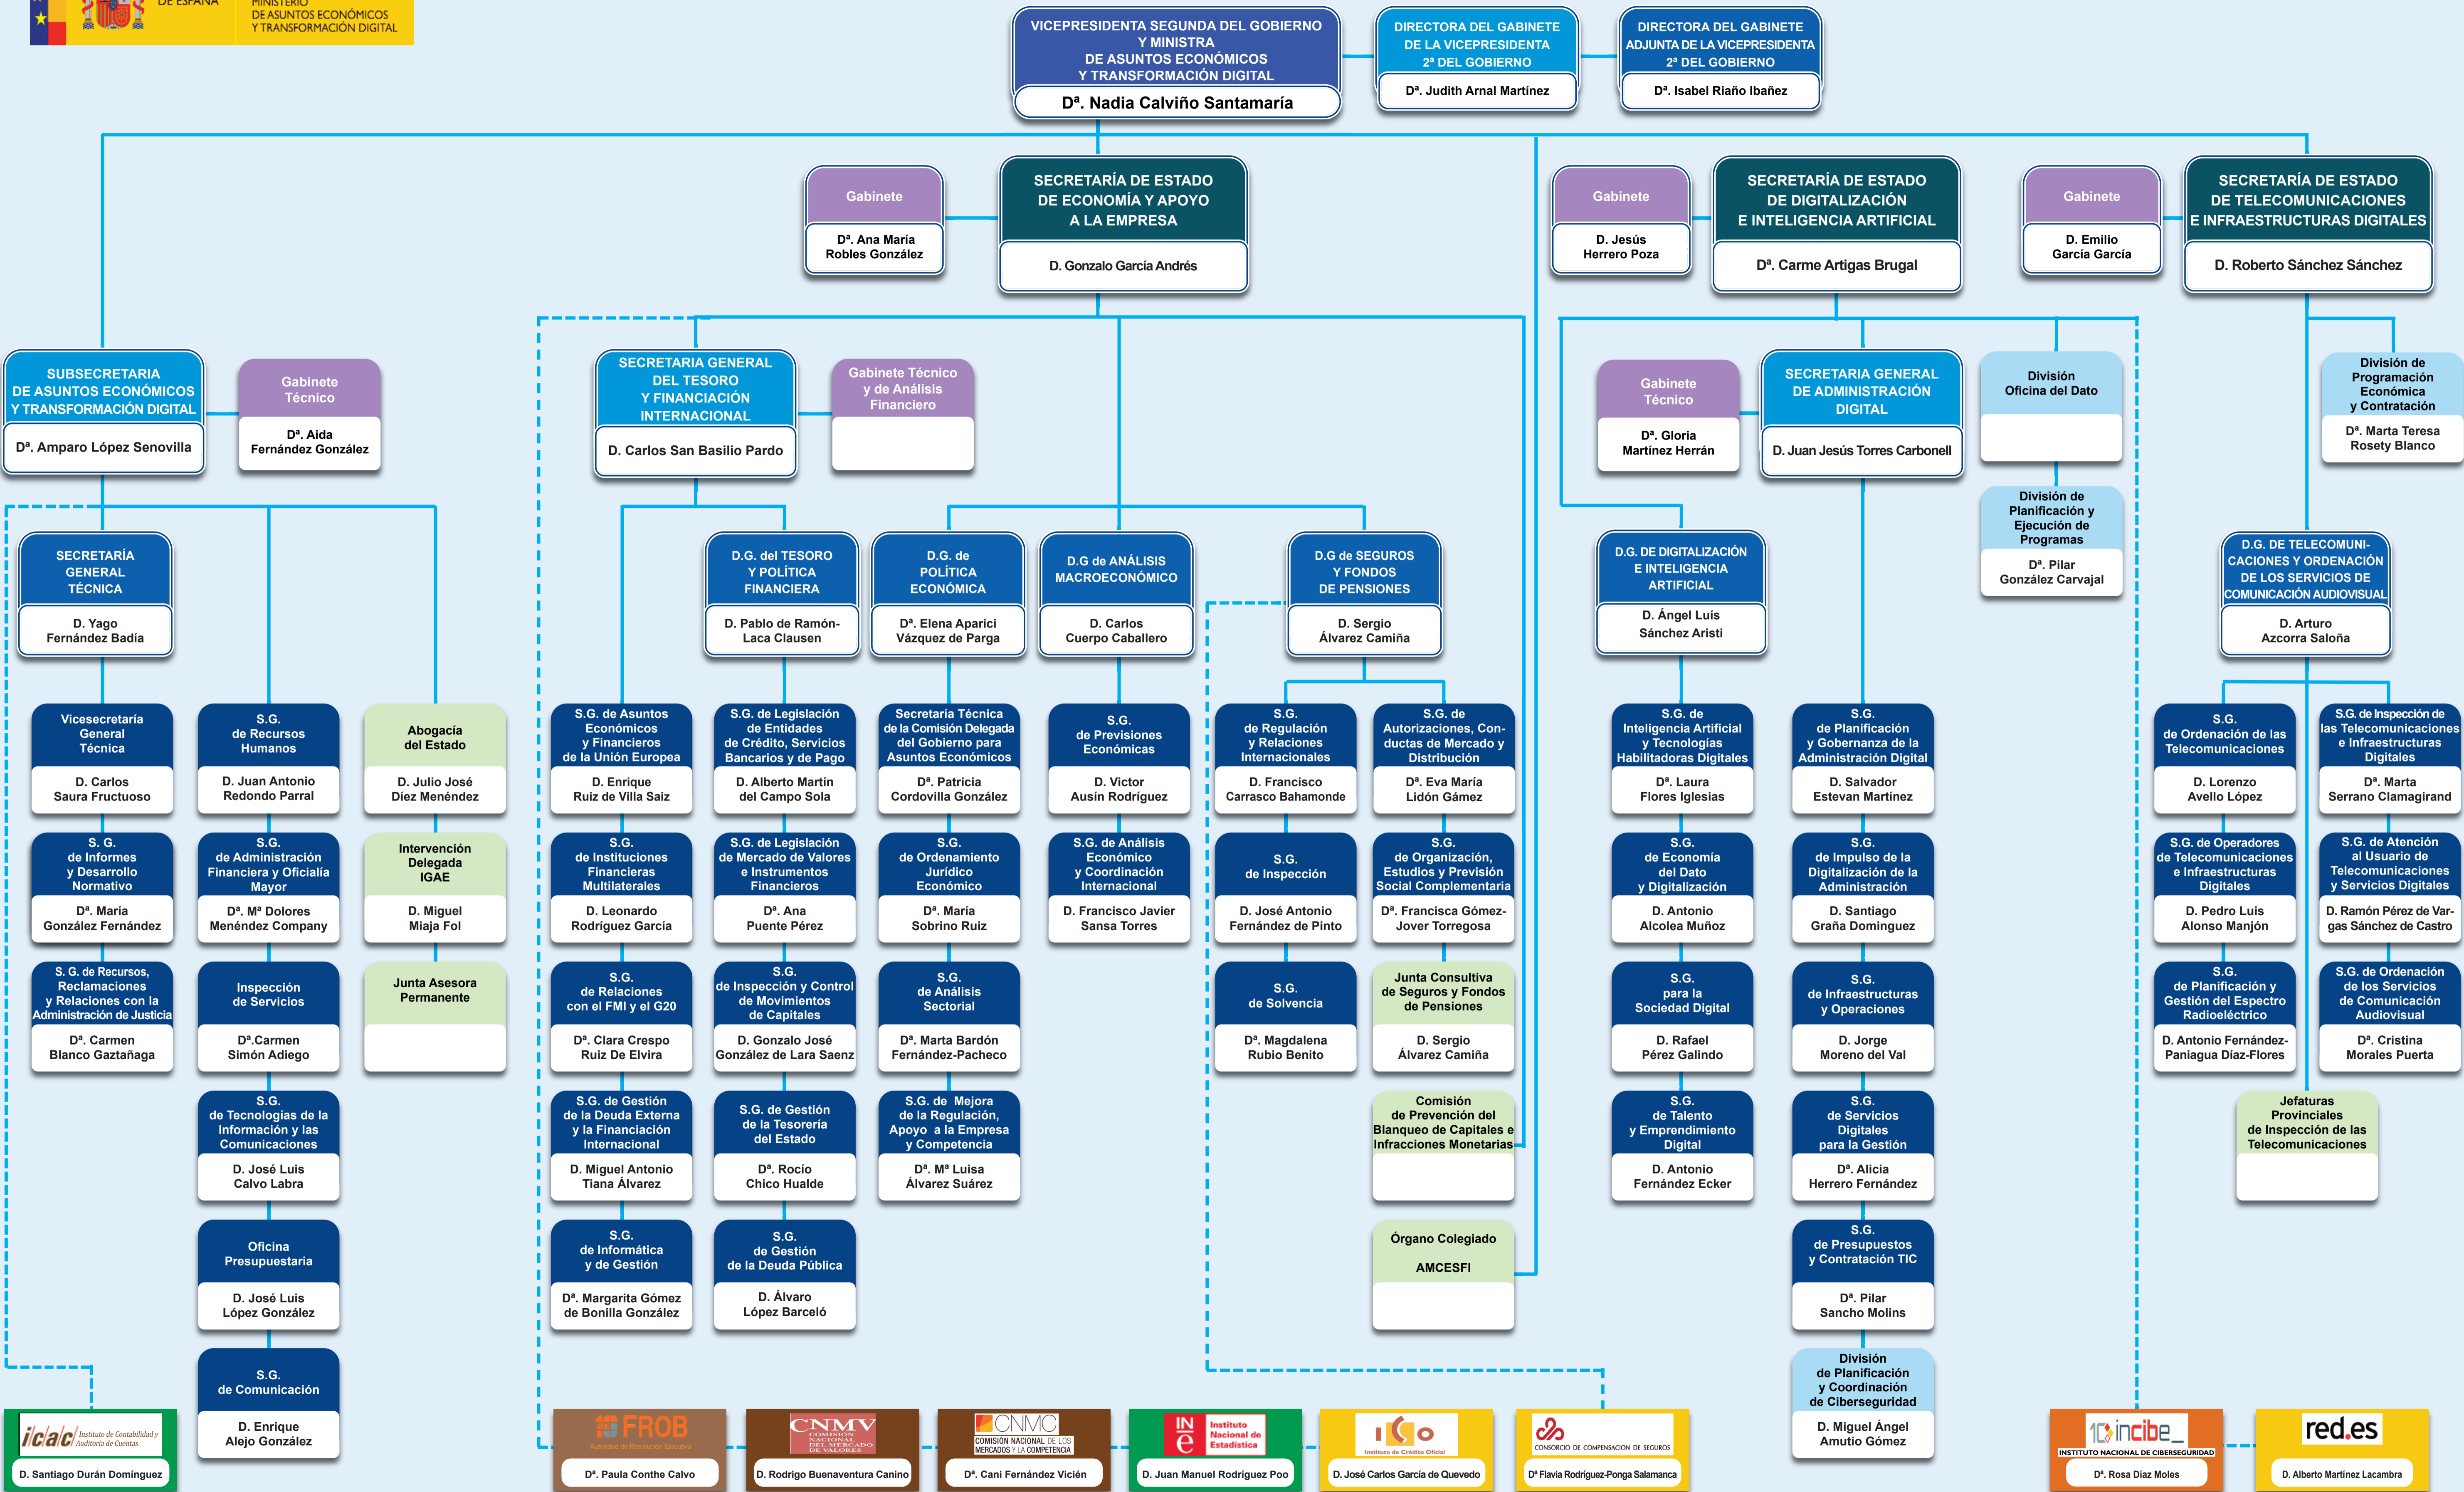 DE ESPAÑA
MINISTERIO
DE ASUNTOS ECONÓMICOS
Y TRANSFORMACIÓN DIGITAL
VICEPRESIDENTA SEGUNDA DEL GOBIERNO
Y MINISTRA
DE ASUNTOS ECONÓMICOS
Y TRANSFORMACIÓN DIGITAL
Dª. Nadia Calviño Santamaría
DIRECTORA DEL GABINETE
DE LA VICEPRESIDENTA
2ª DEL GOBIERNO
Dª. Judith Arnal Martínez
DIRECTORA DEL GABINETE
ADJUNTA DE LA VICEPRESIDENTA
2ª DEL GOBIERNO
Dª. Isabel Riaño Ibañez
Gabinete
Dª. Ana María
Robles González
SECRETARÍA DE ESTADO
DE ECONOMÍA Y APOYO
A LA EMPRESA
D. Gonzalo García Andrés
Gabinete
D. Jesús
Herrero Poza
SECRETARÍA DE ESTADO
DE DIGITALIZACIÓN
E INTELIGENCIA ARTIFICIAL
Dª. Carme Artigas Brugal
Gabinete
D. Emilio
García García
SECRETARÍA DE ESTADO
DE TELECOMUNICACIONES
E INFRAESTRUCTURAS DIGITALES
D. Roberto Sánchez Sánchez
SUBSECRETARIA
DE ASUNTOS ECONÓMICOS
Y TRANSFORMACIÓN DIGITAL
Dª. Amparo López Senovilla
Gabinete
Técnico
Dª. Aida
Fernández González
SECRETARIA GENERAL
DEL TESORO
Y FINANCIACIÓN
INTERNACIONAL
D. Carlos San Basilio Pardo
Gabinete Técnico
y de Análisis
Financiero
Gabinete
Técnico
Dª. Gloria
Martínez Herrán
SECRETARIA GENERAL
DE ADMINISTRACIÓN
DIGITAL
D. Juan Jesús Torres Carbonell
División
Oficina del Dato
División de
Planificación y
Ejecución de
Programas
Dª. Pilar
González Carvajal
División de
Programación
Económica
y Contratación
Dª. Marta Teresa
Rosety Blanco
SECRETARÍA
GENERAL
TÉCNICA
D. Yago
Fernández Badía
D.G. del TESORO
Y POLÍTICA
FINANCIERA
D. Pablo de Ramón-
Laca Clausen
D.G. de
POLÍTICA
ECONÓMICA
Dª. Elena Aparici
Vázquez de Parga
D.G de ANÁLISIS
MACROECONÓMICO
D. Carlos
Cuerpo Caballero
D.G de SEGUROS
Y FONDOS
DE PENSIONES
D. Sergio
Álvarez Camiña
D.G. DE DIGITALIZACIÓN
E INTELIGENCIA
ARTIFICIAL
D. Ángel Luís
Sánchez Aristi
D.G. DE TELECOMUNI-
CACIONES Y ORDENACIÓN
DE LOS SERVICIOS DE
COMUNICACIÓN AUDIOVISUAL
D. Arturo
Azcorra Saloña
Vicesecretaría
General
Técnica
D. Carlos
Saura Fructuoso
S. G.
de Informes
y Desarrollo
Normativo
Dª. María
González Fernández
S. G. de Recursos,
Reclamaciones
y Relaciones con la
Administración de Justicia
Dª. Carmen
Blanco Gaztañaga
S.G.
de Recursos
Humanos
D. Juan Antonio
Redondo Parral
S.G.
de Administración
Financiera y Oficialía
Mayor
Dª. Mª Dolores
Menéndez Company
Inspección
de Servicios
Dª.Carmen
Simón Adiego
S.G.
de Tecnologías de la
Información y las
Comunicaciones
D. José Luis
Calvo Labra
Oficina
Presupuestaria
D. José Luis
López González
S.G.
de Comunicación
D. Enrique
Alejo González
Abogacía
del Estado
D. Julio José
Díez Menéndez
Intervención
Delegada
IGAE
D. Miguel
Miaja Fol
Junta Asesora
Permanente
S.G. de Asuntos
Económicos
y Financieros
de la Unión Europea
D. Enrique
Ruiz de Villa Saiz
S.G.
de Instituciones
Financieras
Multilaterales
D. Leonardo
Rodríguez García
S.G.
de Relaciones
con el FMI y el G20
Dª. Clara Crespo
Ruiz De Elvira
S.G. de Gestión
de la Deuda Externa
y la Financiación
Internacional
D. Miguel Antonio
Tiana Álvarez
S.G.
de Informática
y de Gestión
Dª. Margarita Gómez
de Bonilla González
S.G. de Legislación
de Entidades
de Crédito, Servicios
Bancarios y de Pago
D. Alberto Martín
del Campo Sola
S.G. de Legislación
de Mercado de Valores
e Instrumentos
Financieros
Dª. Ana
Puente Pérez
S.G.
de Inspección y Control
de Movimientos
de Capitales
D. Gonzalo José
González de Lara Saenz
S.G. de Gestión
de la Tesorería
del Estado
Dª. Rocío
Chico Hualde
S.G.
de Gestión
de la Deuda Pública
D. Álvaro
López Barceló
Secretaría Técnica
de la Comisión Delegada
del Gobierno para
Asuntos Económicos
Dª. Patricia
Cordovilla González
S.G.
de Ordenamiento
Jurídico
Económico
Dª. María
Sobrino Ruiz
S.G.
de Análisis
Sectorial
Dª. Marta Bardón
Fernández-Pacheco
S.G. de Mejora
de la Regulación,
Apoyo a la Empresa
y Competencia
Dª. Mª Luisa
Álvarez Suárez
S.G.
de Previsiones
Económicas
D. Victor
Ausín Rodríguez
S.G. de Análisis
Económico
y Coordinación
Internacional
D. Francisco Javier
Sansa Torres
S.G.
de Regulación
y Relaciones
Internacionales
D. Francisco
Carrasco Bahamonde
S.G.
de Inspección
D. José Antonio
Fernández de Pinto
S.G.
de Solvencia
Dª. Magdalena
Rubio Benito
S.G. de
Autorizaciones, Con-
ductas de Mercado y
Distribución
Dª. Eva María
Lidón Gámez
S.G.
de Organización,
Estudios y Previsión
Social Complementaria
Dª. Francisca Gómez-
Jover Torregosa
Junta Consultiva
de Seguros y Fondos
de Pensiones
D. Sergio
Álvarez Camiña
Comisión
de Prevención del
Blanqueo de Capitales e
Infracciones Monetarias
Órgano Colegiado
AMCESFI
S.G. de
Inteligencia Artificial
y Tecnologías
Habilitadoras Digitales
Dª. Laura
Flores Iglesias
S.G.
de Economía
del Dato
y Digitalización
D. Antonio
Alcolea Muñoz
S.G.
para la
Sociedad Digital
D. Rafael
Pérez Galindo
S.G.
de Talento
y Emprendimiento
Digital
D. Antonio
Fernández Ecker
S.G.
de Planificación
y Gobernanza de la
Administración Digital
D. Salvador
Estevan Martínez
S.G.
de Impulso de la
Digitalización de la
Administración
D. Santiago
Graña Dominguez
S.G.
de Infraestructuras
y Operaciones
D. Jorge
Moreno del Val
S.G.
de Servicios
Digitales
para la Gestión
Dª. Alicia
Herrero Fernández
S.G.
de Presupuestos
y Contratación TIC
Dª. Pilar
Sancho Molins
División
de Planificación
y Coordinación
de Ciberseguridad
D. Miguel Ángel
Amutio Gómez
S.G.
de Ordenación de las
Telecomunicaciones
D. Lorenzo
Avello López
S.G. de Operadores
de Telecomunicaciones
e Infraestructuras
Digitales
D. Pedro Luis
Alonso Manjón
S.G.
de Planificación y
Gestión del Espectro
Radioeléctrico
D. Antonio Fernández-
Paniagua Díaz-Flores
S.G. de Inspección de
las Telecomunicaciones
e Infraestructuras
Digitales
Dª. Marta
Serrano Clamagirand
S.G. de Atención
al Usuario de
Telecomunicaciones
y Servicios Digitales
D. Ramón Pérez de Var-
gas Sánchez de Castro
S.G. de Ordenación
de los Servicios
de Comunicación
Audiovisual
Dª. Cristina
Morales Puerta
Jefaturas
Provinciales
de Inspección de las
Telecomunicaciones
icac Instituto de Contabilidad y
Auditoría de Cuentas
D. Santiago Durán Domínguez
FROB
Autoridad de Resolución Ejecutiva
Dª. Paula Conthe Calvo
CNMV
COMISIÓN
NACIONAL
DEL MERCADO
DE VALORES
D. Rodrigo Buenaventura Canino
CNMC
COMISIÓN NACIONAL DE LOS
MERCADOS Y LA COMPETENCIA
Dª. Cani Fernández Vicién
INe
Instituto
Nacional de
Estadística
D. Juan Manuel Rodríguez Poo
ICO
Instituto de Crédito Oficial
D. José Carlos García de Quevedo
CONSORCIO DE COMPENSACION DE SEGUROS
Dª Flavia Rodríguez-Ponga Salamanca
incibe_
INSTITUTO NACIONAL DE CIBERSEGURIDAD
Dª. Rosa Díaz Moles
red.es
D. Alberto Martínez Lacambra